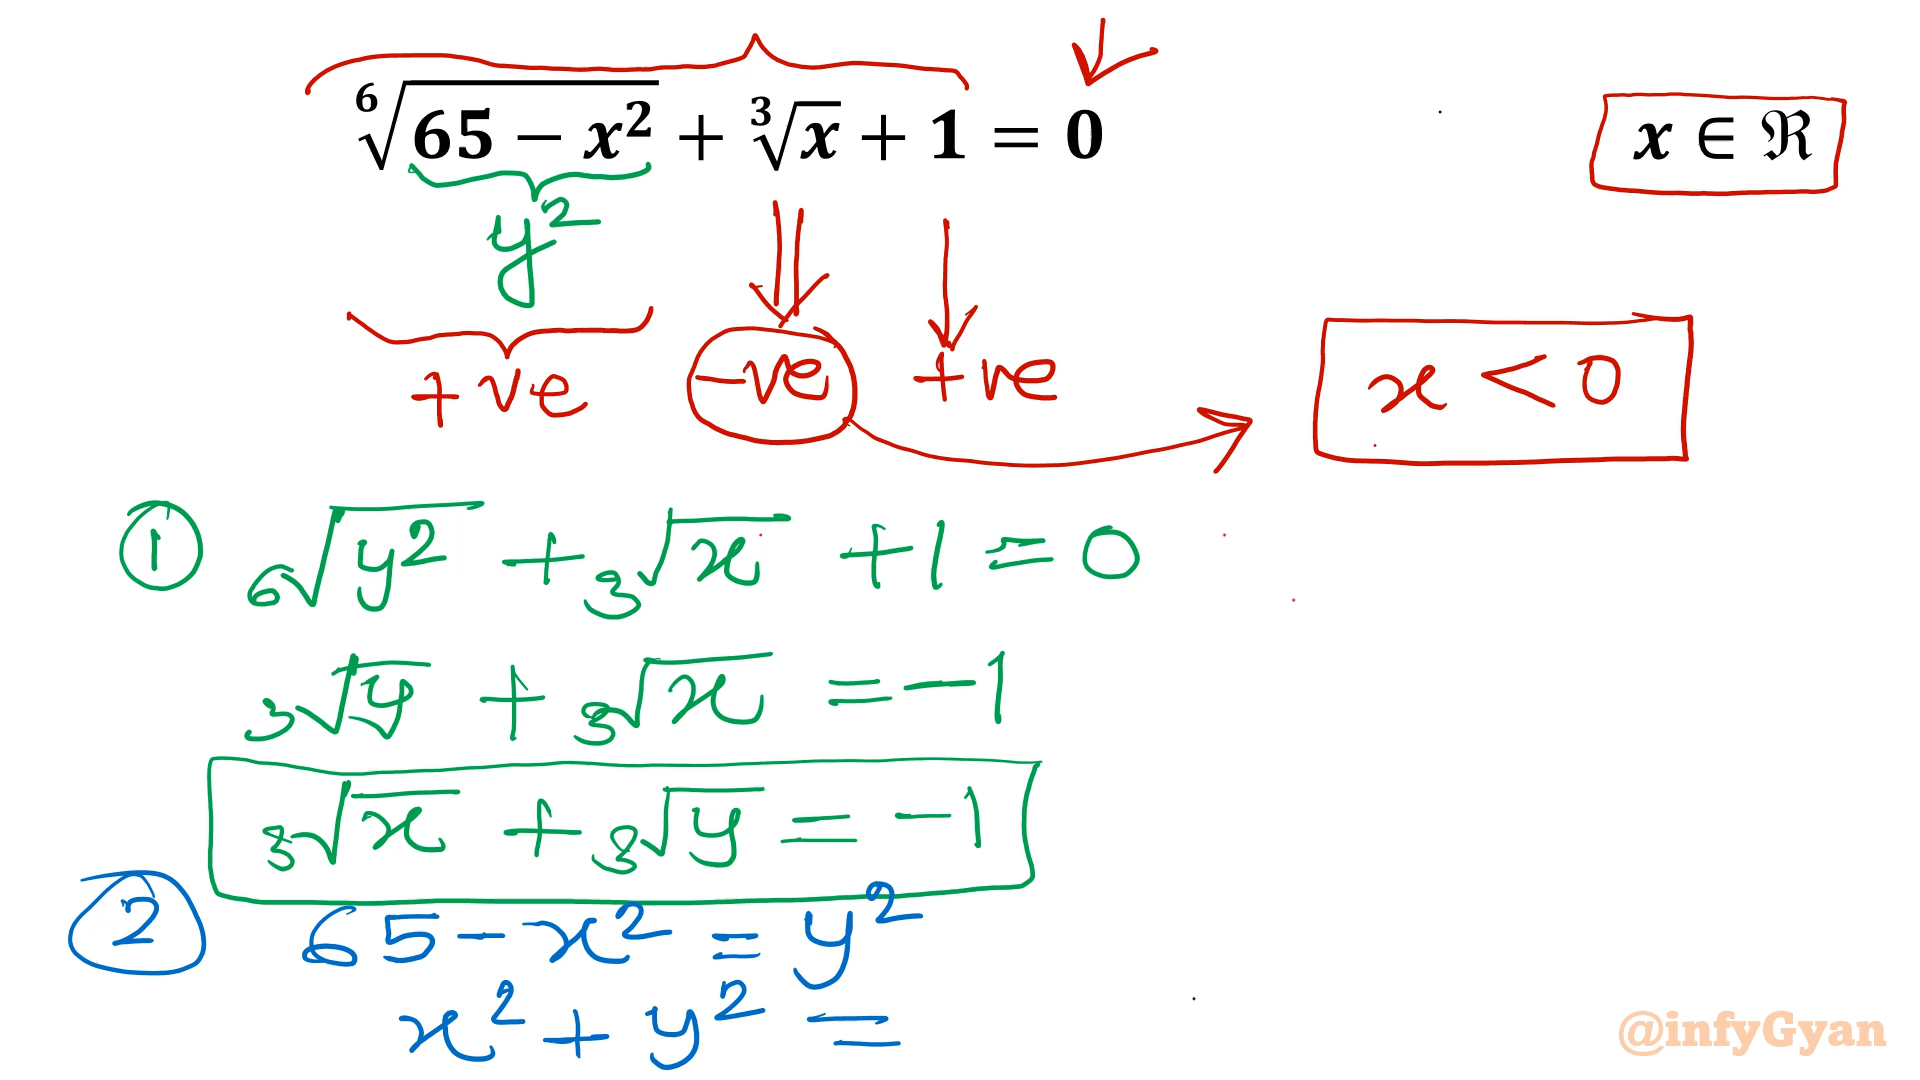 ⁶√(65 − x²) + ³√x + 1 = 0
x ∈ ℜ
y²
+ve -ve +ve
x < 0
① ⁶√y² + ³√x + 1 = 0
³√y + ³√x = -1
³√x + ³√y = -1
② 65 - x² = y²
x² + y² =
@infyGyan